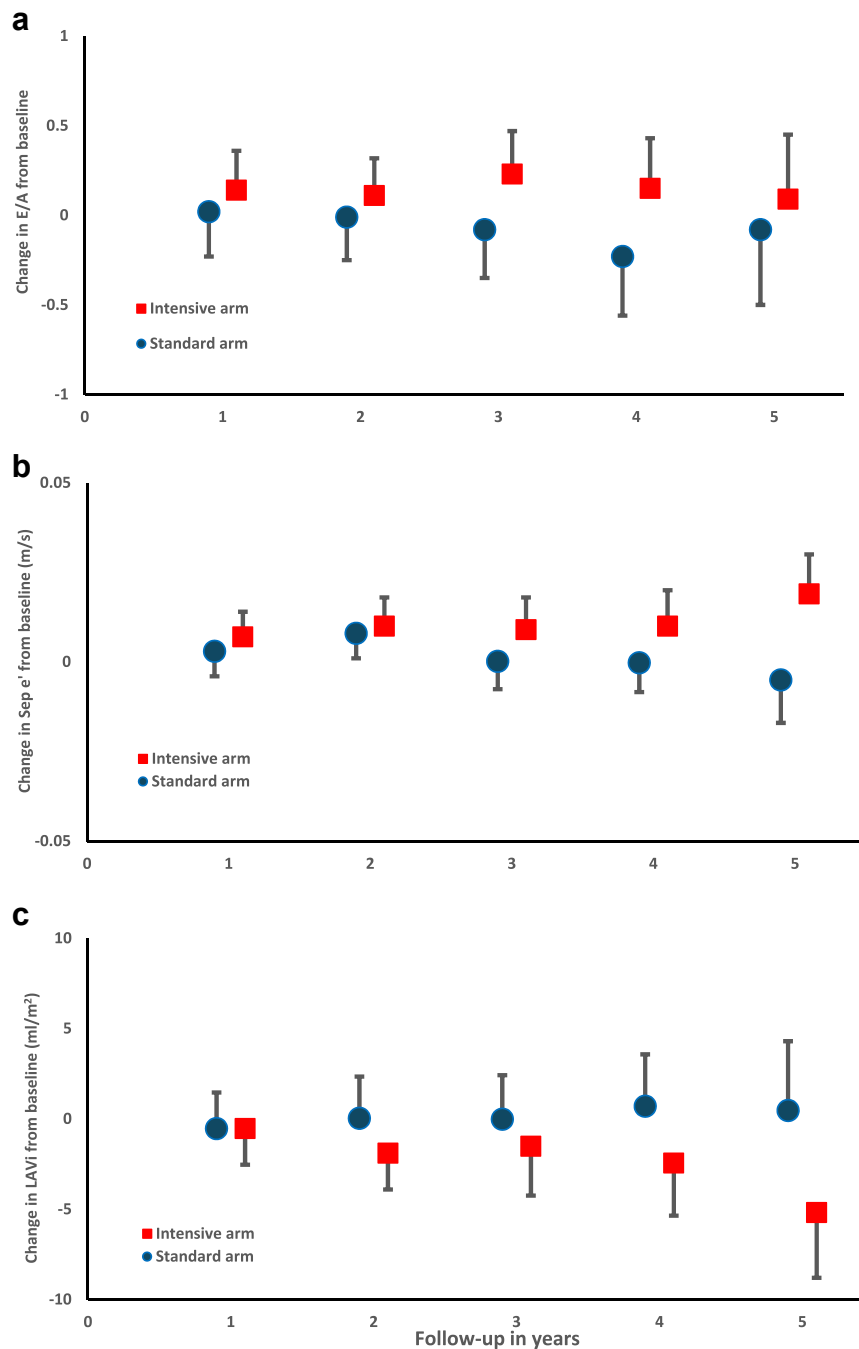 a
1
0.5
0
-0.5
-1
Change in E/A from baseline
Intensive arm
Standard arm
0 1 2 3 4 5
b
0.05
0
-0.05
Change in Sep e' from baseline (m/s)
Intensive arm
Standard arm
0 1 2 3 4 5
c
10
5
0
-5
-10
Change in LAVi from baseline (ml/m²)
Intensive arm
Standard arm
0 1 2 3 4 5
Follow-up in years